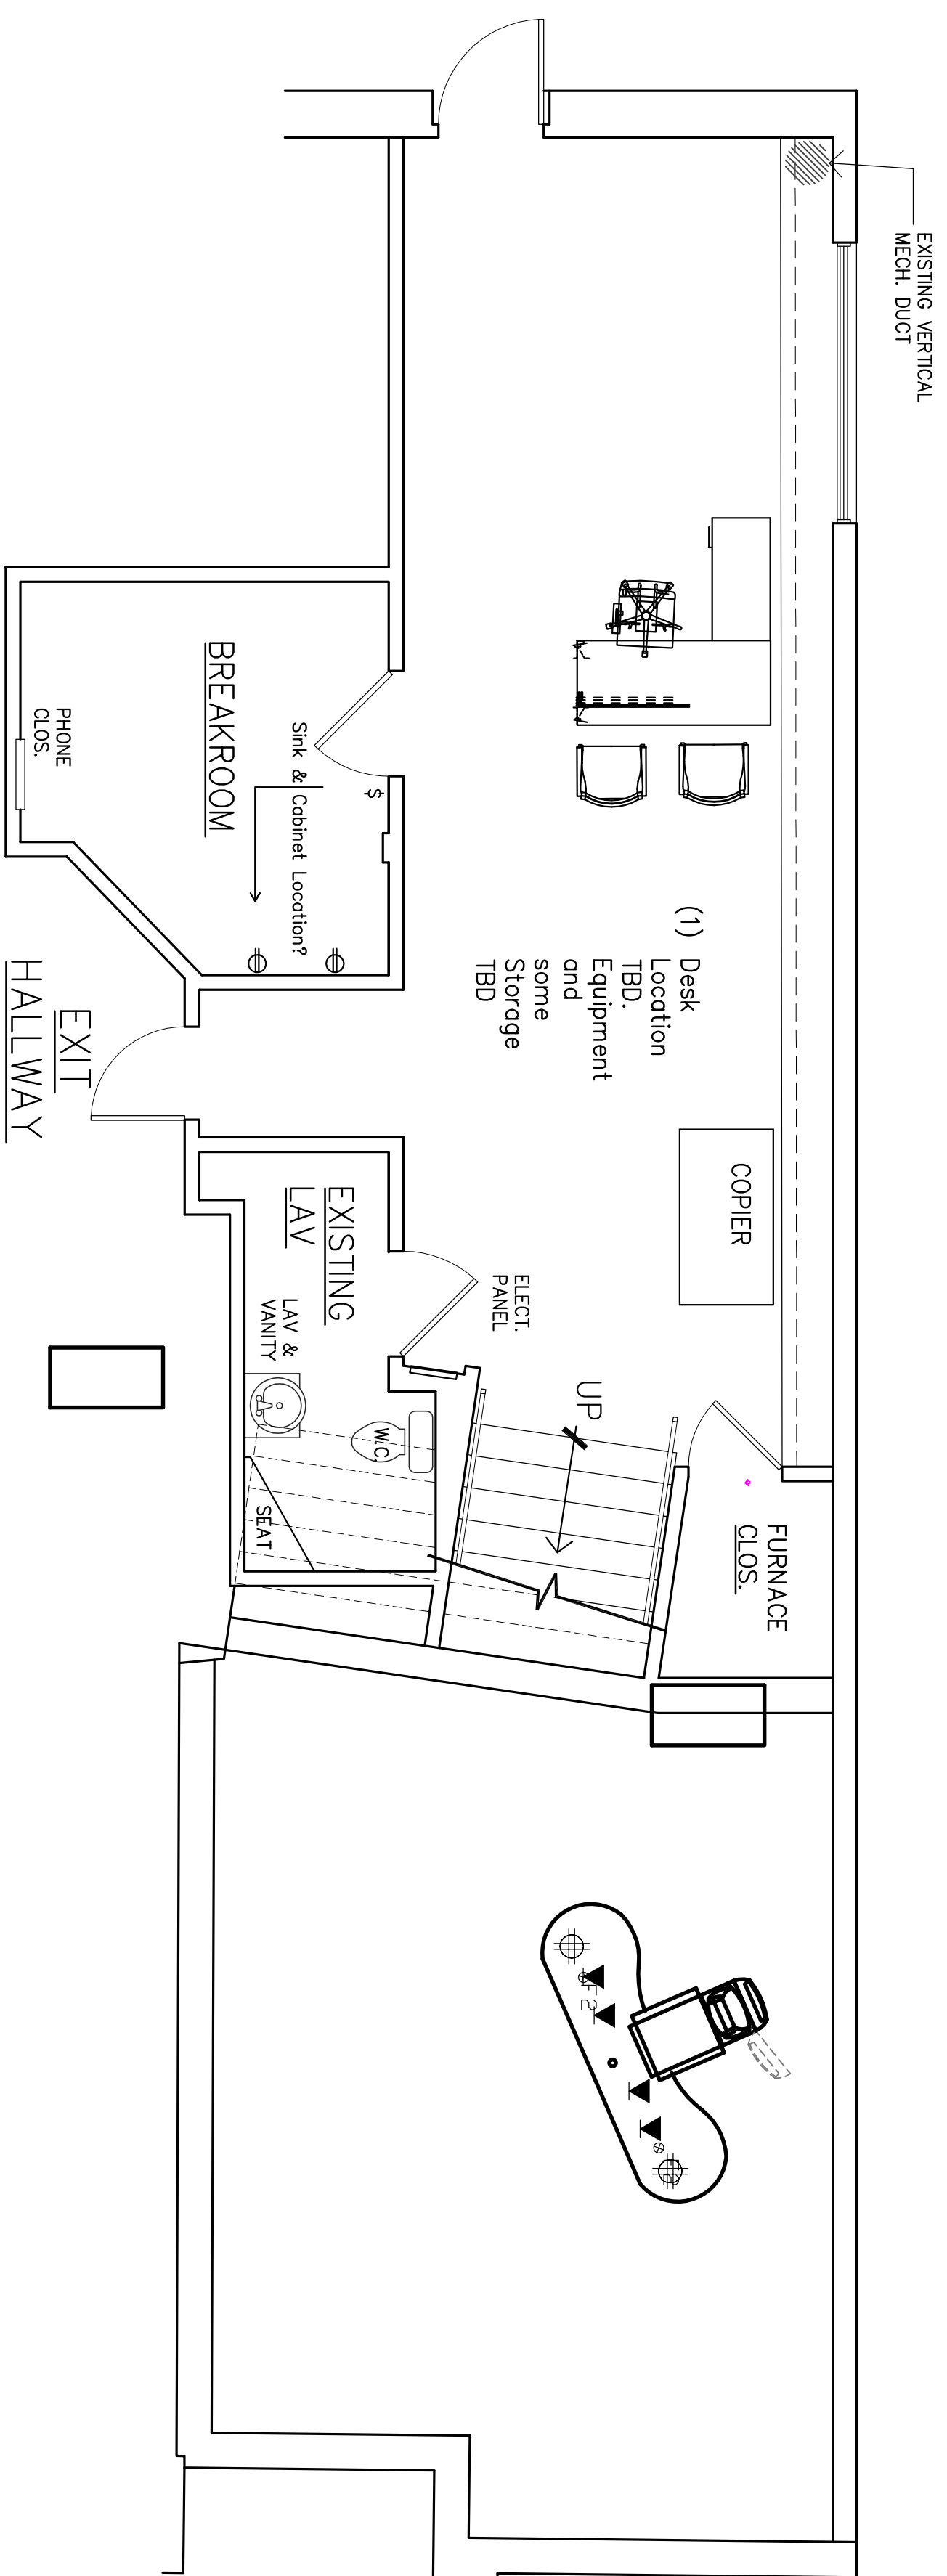 EXISTING VERTICAL
MECH. DUCT
(1) Desk
Location
TBD.
Equipment
and
some
Storage
TBD
COPIER
BREAKROOM
PHONE
CLOS.
Sink & Cabinet Location?
$
EXIT
HALLWAY
EXISTING
LAV
LAV &
VANITY
W.C.
SEAT
ELECT.
PANEL
UP
FURNACE
CLOS.